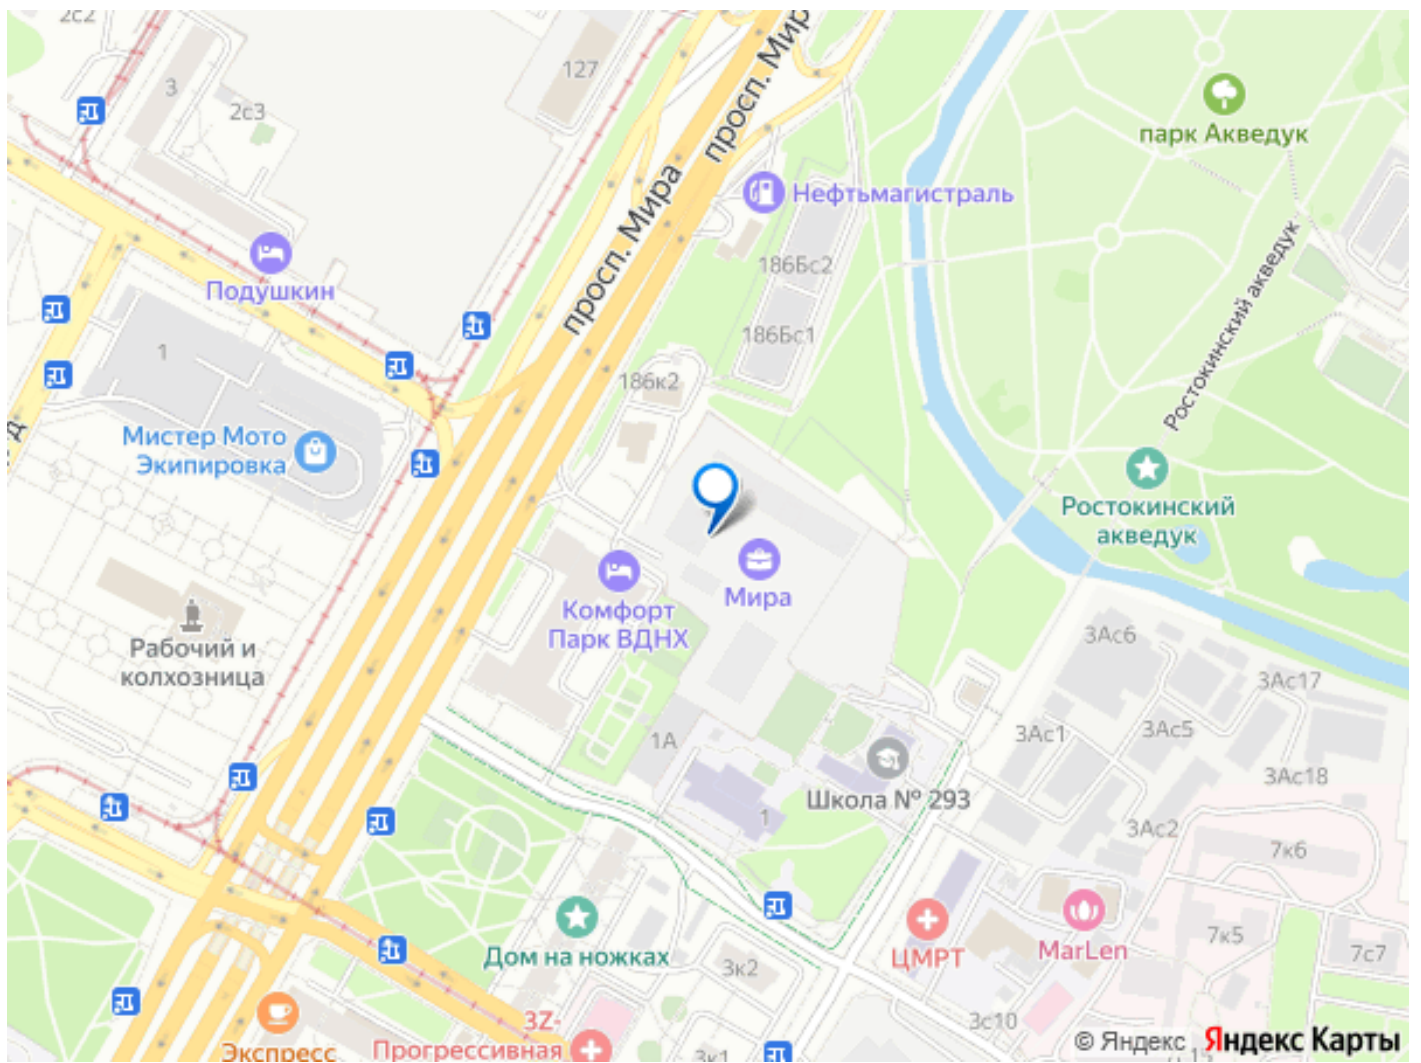 2с2
просп. Мира
127
3
2с3
парк Акведук
просп. Мира
Нефтьмагистраль
Ростокинский акведук
186Бс2
Подушкин
186Бс1
1
186к2
Мистер Мото
Экипировка
Ростокинский
акведук
Мира
Комфорт
Парк ВДНХ
Рабочий и
колхозница
3Ас6
3Ас17
3Ас1
3Ас5
1А
3Ас18
Школа № 293
1
3Ас2
7к6
MarLen
7к5
7с7
ЦМРТ
Дом на ножках
3к2
3с10
3Z-
Прогрессивная
Экспресс
3к1
© Яндекс
Яндекс Карты